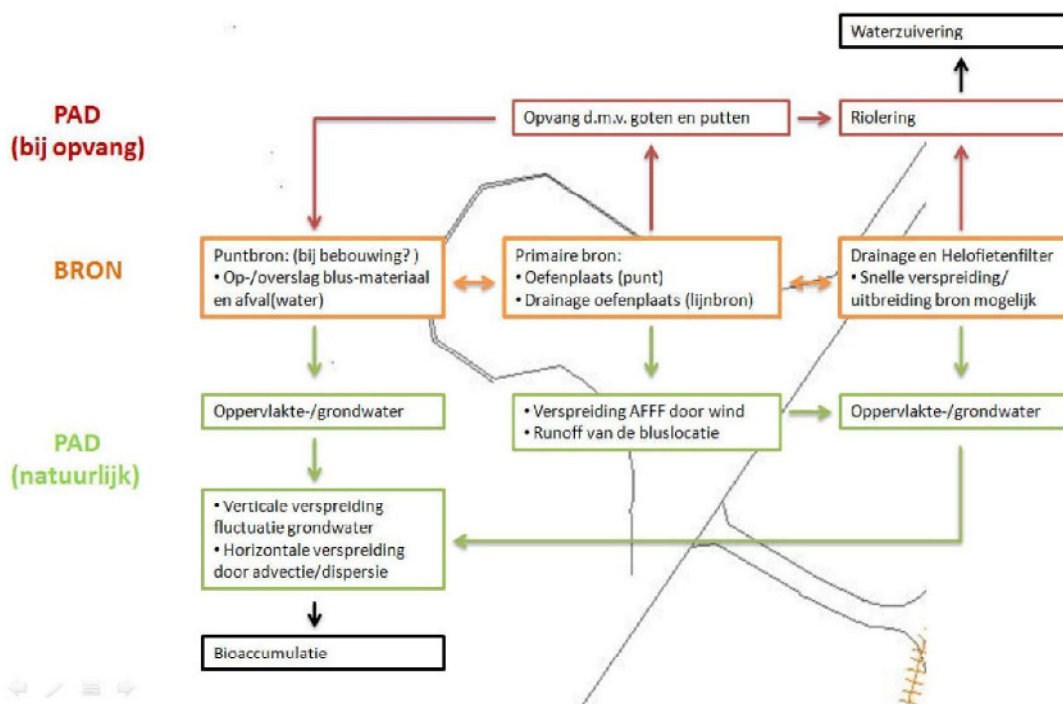 Waterzuivering
PAD
(bij opvang)
Opvang d.m.v. goten en putten
Riolering
BRON
Puntbron: (bij bebouwing? )
• Op-/overslag blus-materiaal
en afval(water)
Primaire bron:
• Oefenplaats (punt)
• Drainage oefenplaats (lijnbron)
Drainage en Helofietenfilter
• Snelle verspreiding/
uitbreiding bron mogelijk
PAD
(natuurlijk)
Oppervlakte-/grondwater
• Verspreiding AFFF door wind
• Runoff van de bluslocatie
Oppervlakte-/grondwater
• Verticale verspreiding
fluctuatie grondwater
• Horizontale verspreiding
door advectie/dispersie
Bioaccumulatie